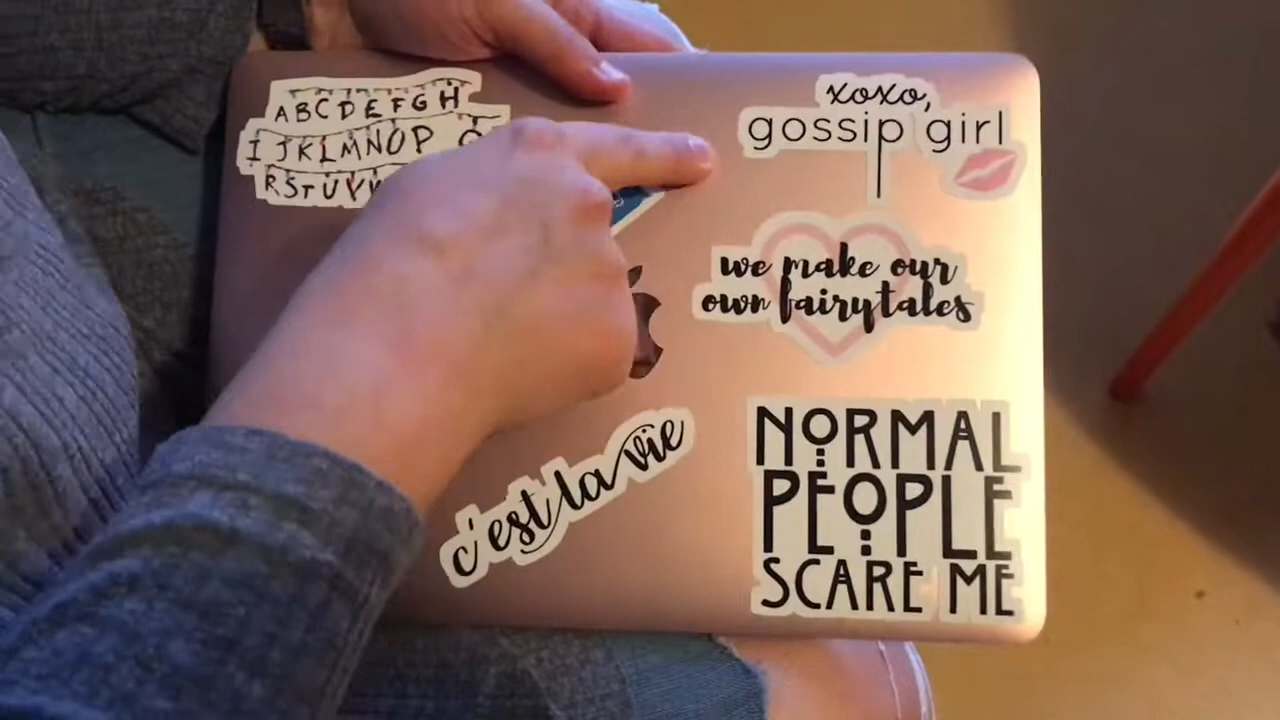 ABCDEFGH
IJKLMNOP
RSTUV
xoxo,
gossip girl
we make our
own fairytales
c'est la vie
NORMAL
PEOPLE
SCARE ME